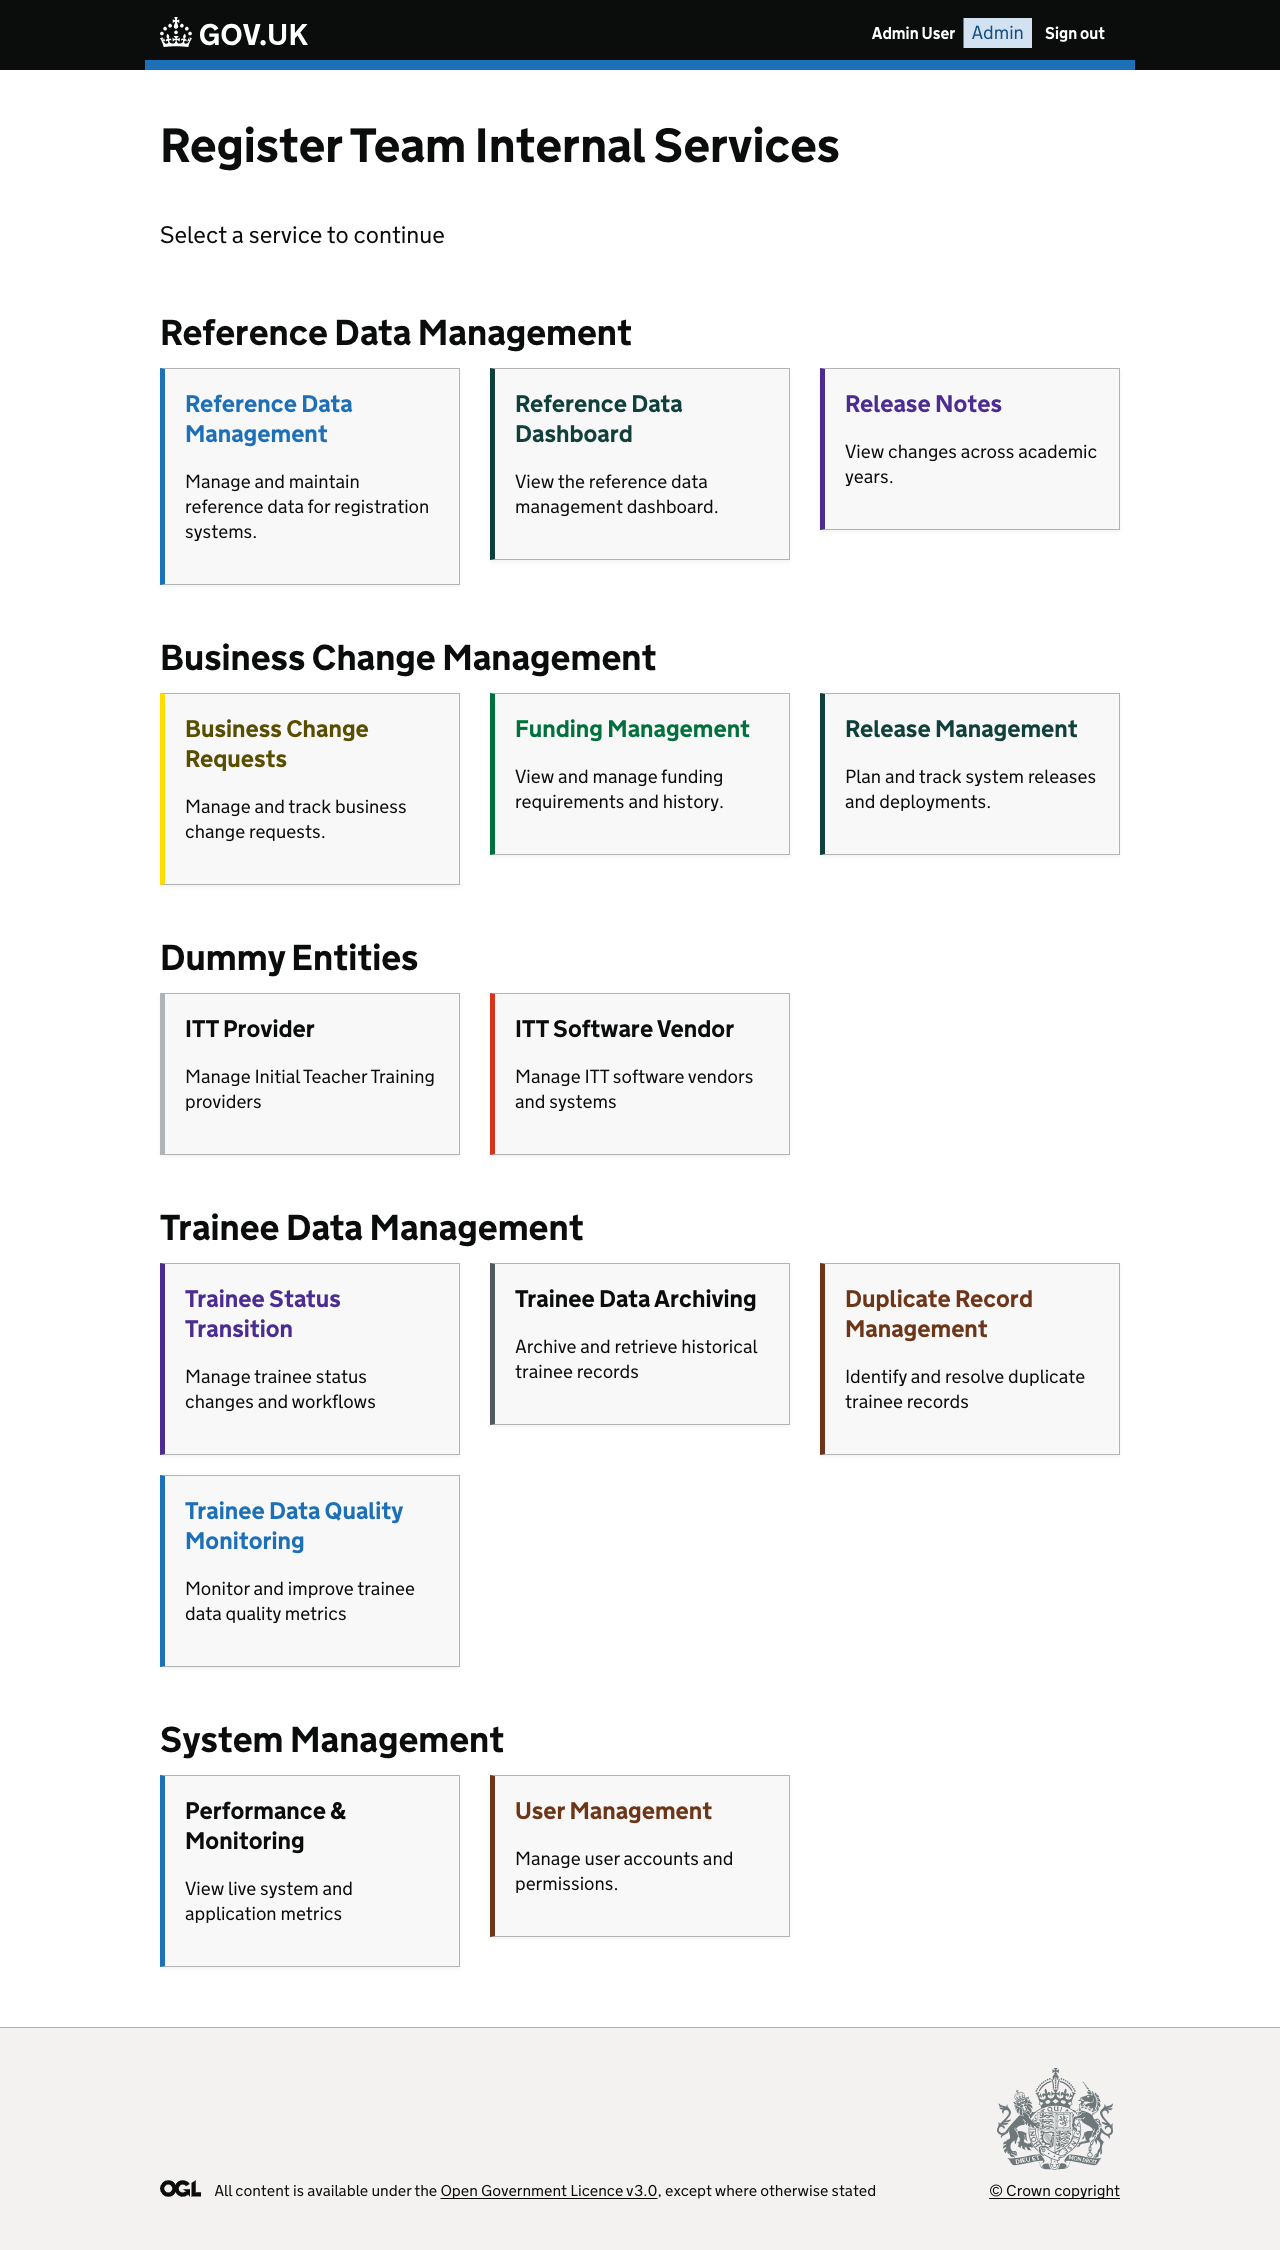 GOV.UK
Admin User Admin Sign out
Register Team Internal Services
Select a service to continue
Reference Data Management
Reference Data
Management
Manage and maintain
reference data for registration
systems.
Reference Data
Dashboard
View the reference data
management dashboard.
Release Notes
View changes across academic
years.
Business Change Management
Business Change
Requests
Manage and track business
change requests.
Funding Management
View and manage funding
requirements and history.
Release Management
Plan and track system releases
and deployments.
Dummy Entities
ITT Provider
Manage Initial Teacher Training
providers
ITT Software Vendor
Manage ITT software vendors
and systems
Trainee Data Management
Trainee Status
Transition
Manage trainee status
changes and workflows
Trainee Data Archiving
Archive and retrieve historical
trainee records
Duplicate Record
Management
Identify and resolve duplicate
trainee records
Trainee Data Quality
Monitoring
Monitor and improve trainee
data quality metrics
System Management
Performance &
Monitoring
View live system and
application metrics
User Management
Manage user accounts and
permissions.
OGL All content is available under the Open Government Licence v3.0, except where otherwise stated
© Crown copyright